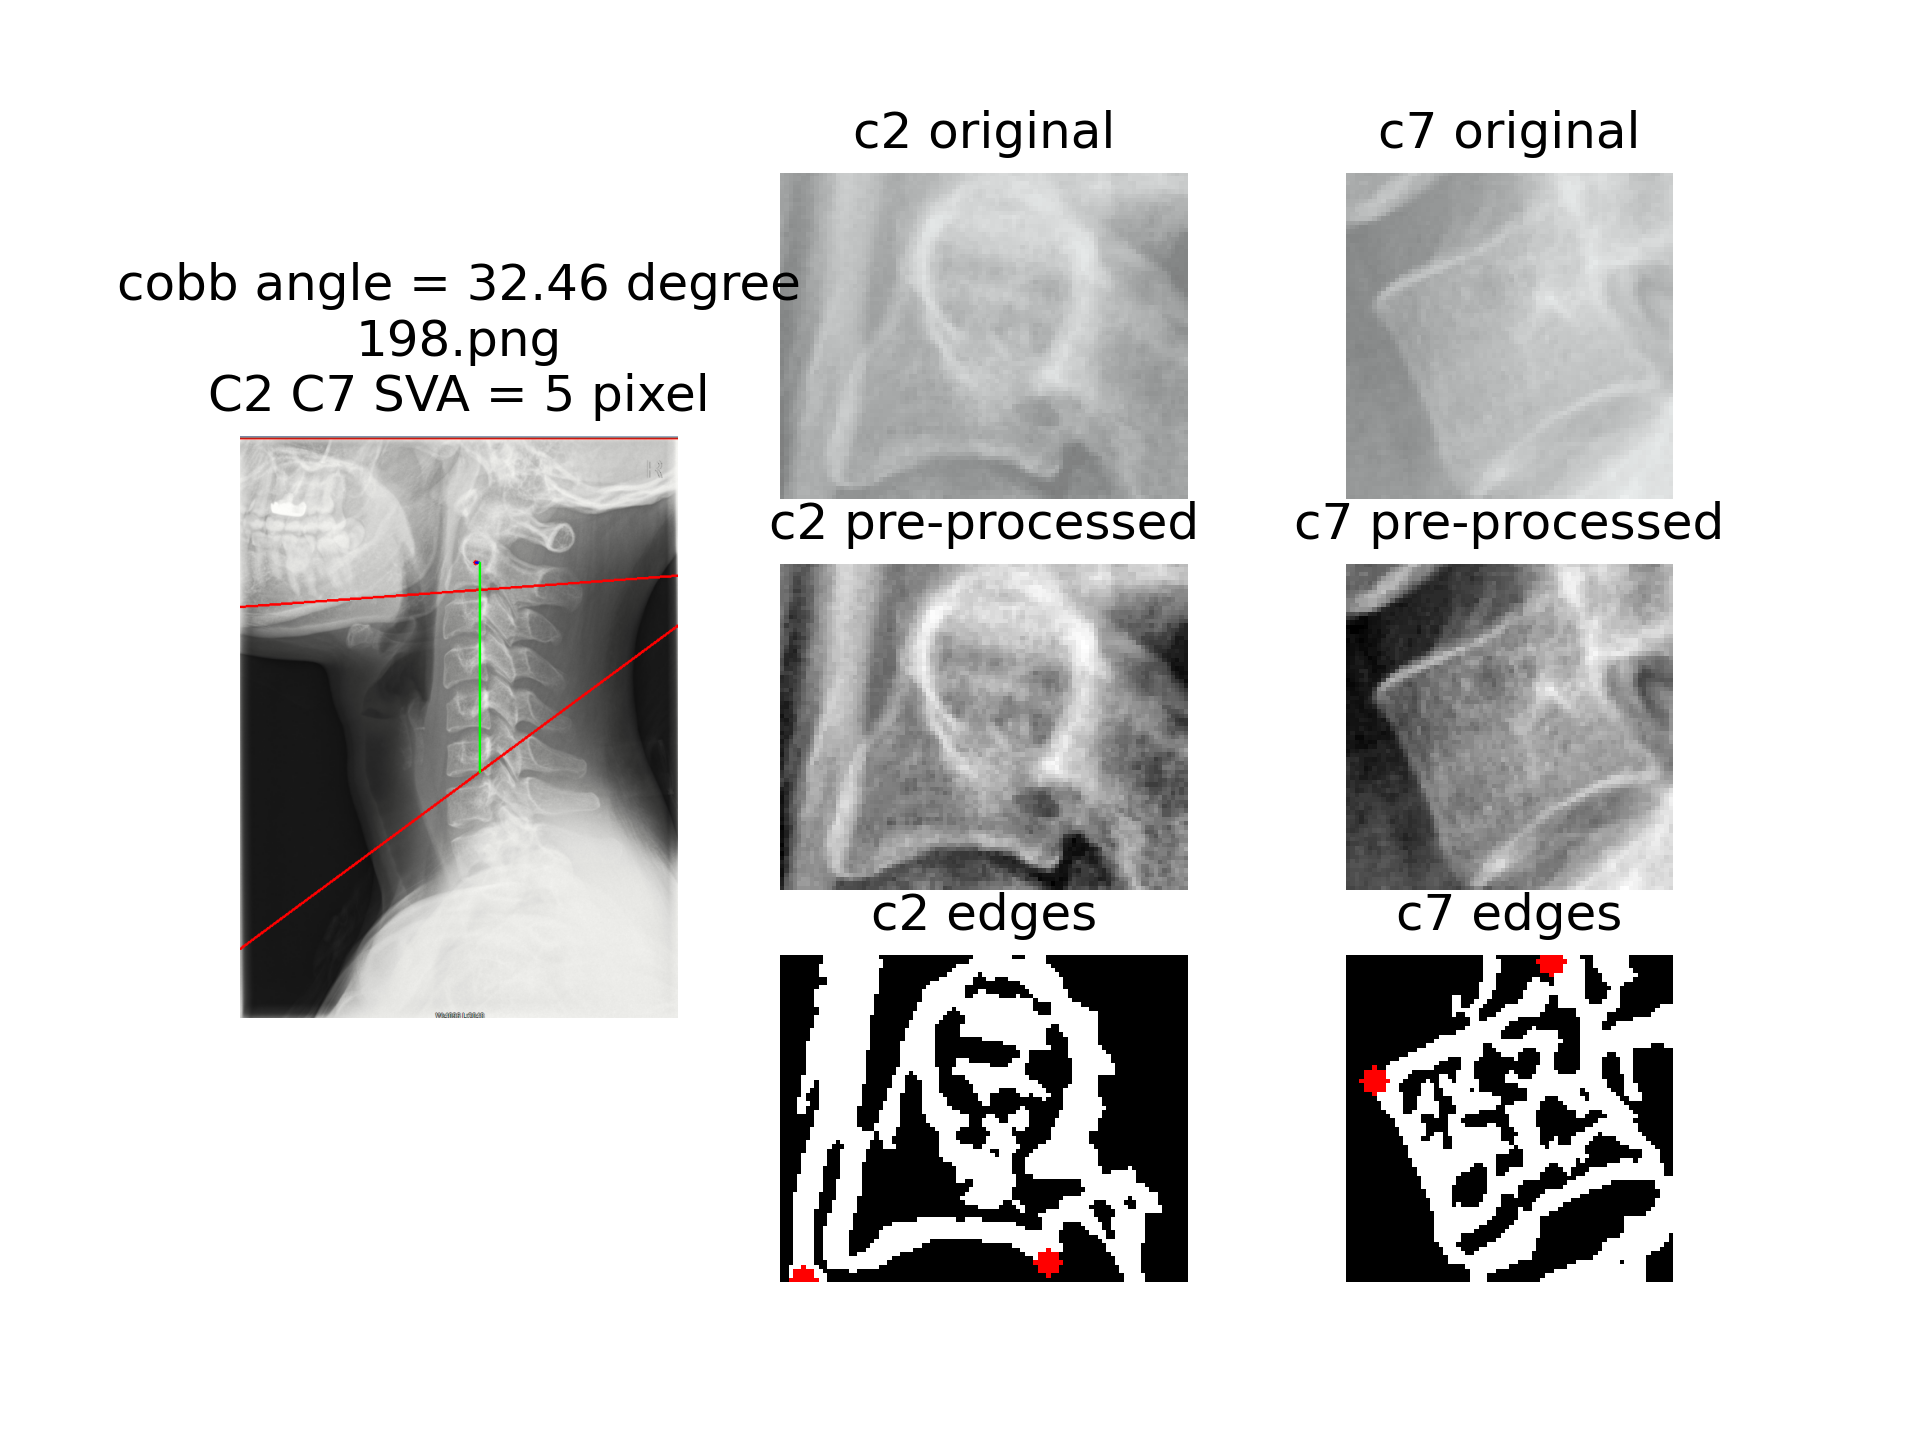 cobb angle = 32.46 degree
198.png
C2 C7 SVA = 5 pixel
R
c2 original
c7 original
c2 pre-processed
c7 pre-processed
c2 edges
c7 edges